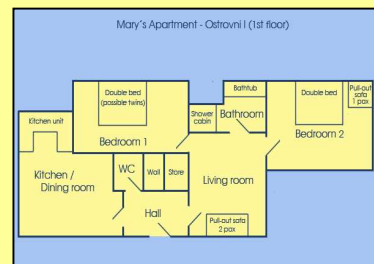 Mary's Apartment - Ostrovni I (1st floor)
Bathtub
Double bed
(possible twins)
Double bed
Pull-out
sofa
1 pax
Kitchen unit
Shower
cabin
Bathroom
Bedroom 1
Bedroom 2
WC
Wall
Store
Kitchen /
Dining room
Living room
Hall
Pull-out sofa
2 pax